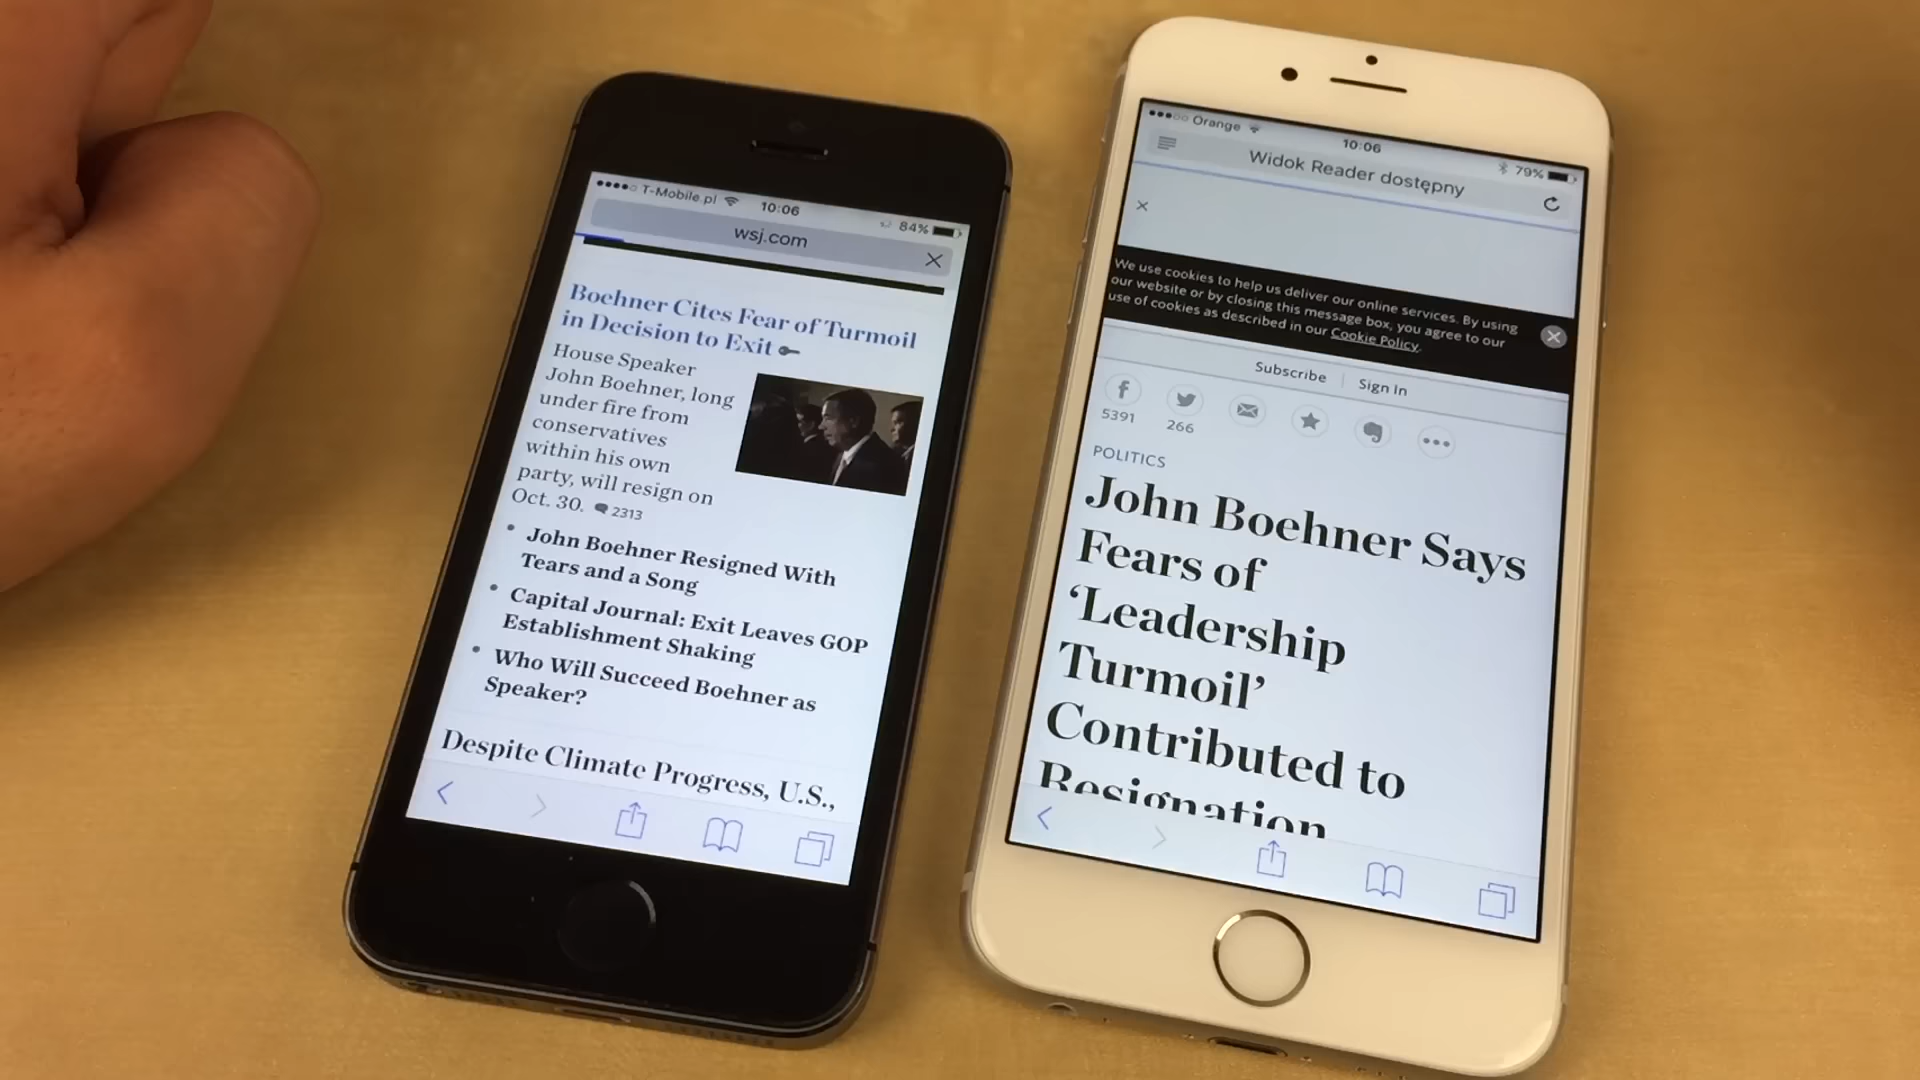 T-Mobile.pl
10:06
84%
wsj.com
Boehner Cites Fear of Turmoil
in Decision to Exit
House Speaker
John Boehner, long
under fire from
conservatives
within his own
party, will resign on
Oct. 30. 2313
John Boehner Resigned With
Tears and a Song
Capital Journal: Exit Leaves GOP
Establishment Shaking
Who Will Succeed Boehner as
Speaker?
Despite Climate Progress, U.S.,
Orange
10:06
79%
Widok Reader dostępny
We use cookies to help us deliver our online services. By using
our website or by closing this message box, you agree to our
use of cookies as described in our Cookie Policy.
Subscribe
Sign In
5391
266
POLITICS
John Boehner Says
Fears of
‘Leadership
Turmoil’
Contributed to
Resignation